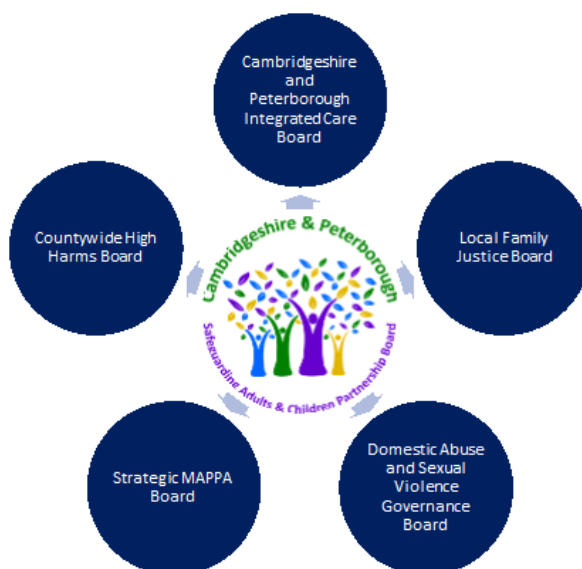 Cambridgeshire
and
Peterborough
Integrated Care
Board
Countywide High
Harms Board
Cambridgeshire & Peterborough
Safeguarding Adults & Children Partnership Board
Local Family
Justice Board
Strategic MAPPA
Board
Domestic Abuse
and Sexual
Violence
Governance
Board